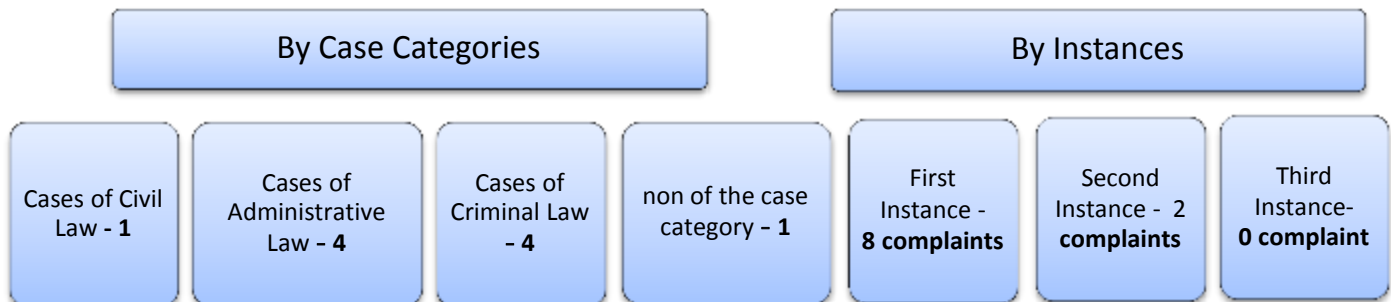 By Case Categories
By Instances
Cases of Civil
Law - 1
Cases of
Administrative
Law – 4
Cases of
Criminal Law
– 4
non of the case
category – 1
First
Instance -
8 complaints
Second
Instance - 2
complaints
Third
Instance-
0 complaint